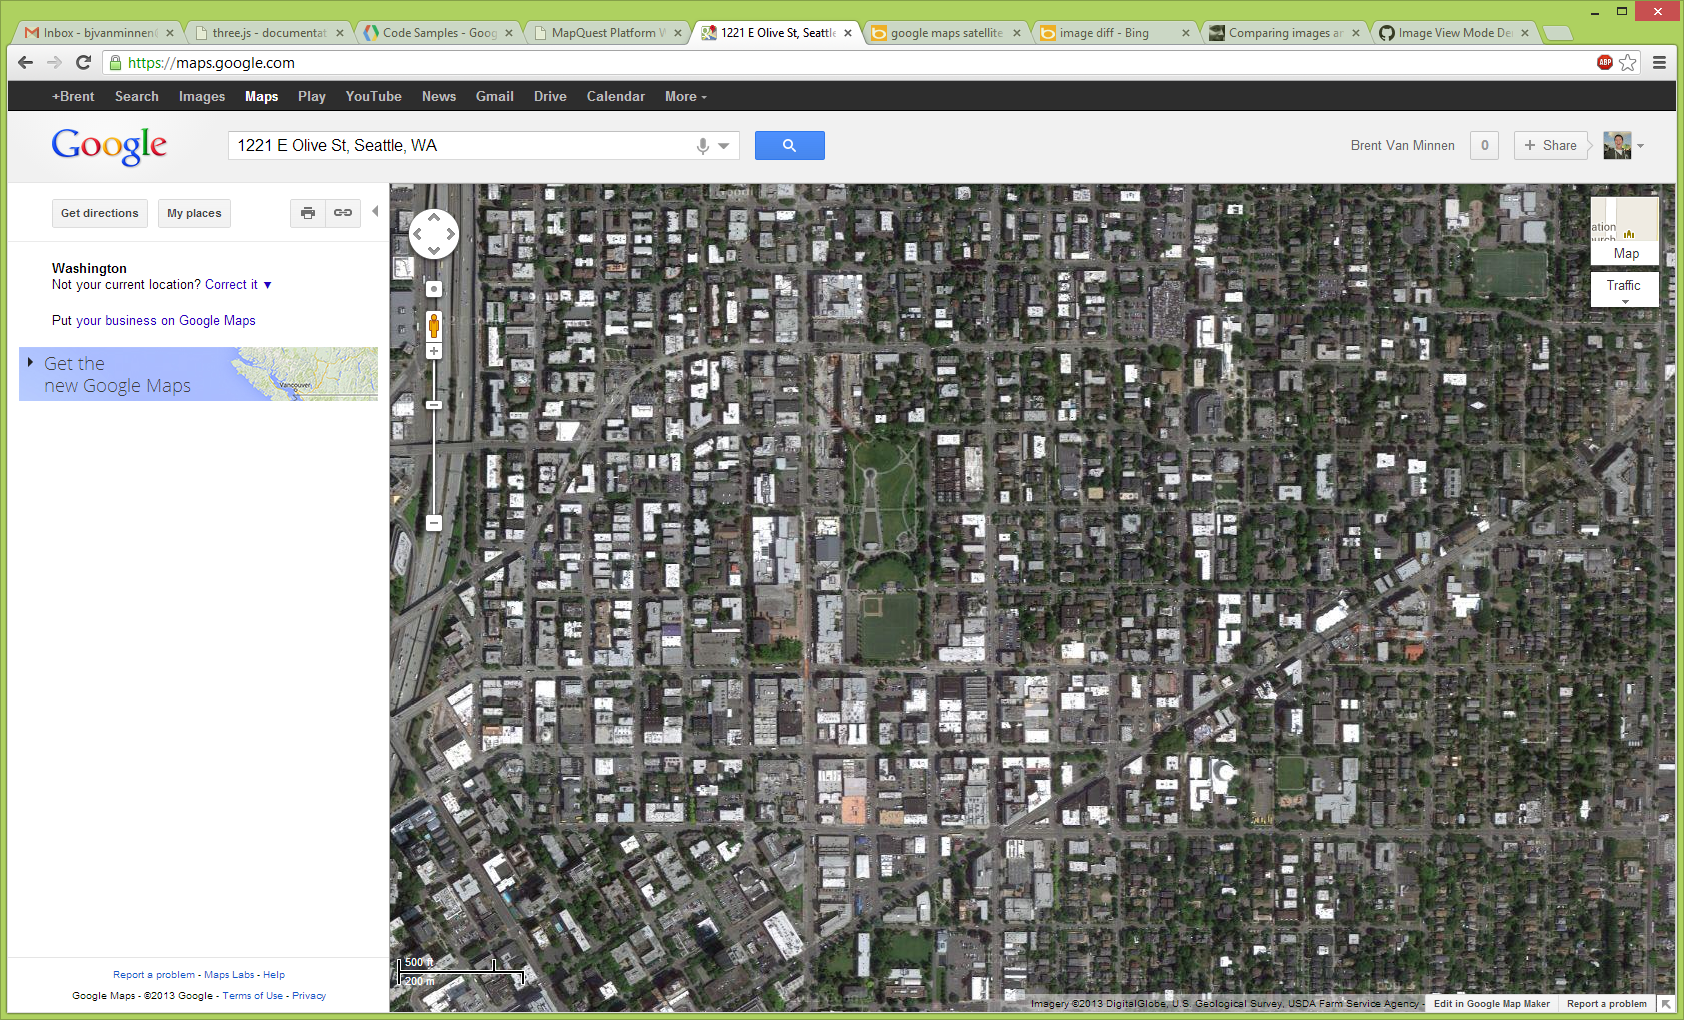 Inbox - bjvanminnen@
three.js - documentat
Code Samples - Goog
MapQuest Platform W
1221 E Olive St, Seattle
google maps satellite
image diff - Bing
Comparing images an
Image View Mode De
https://maps.google.com
ABP
+Brent Search Images Maps Play YouTube News Gmail Drive Calendar More
Google
1221 E Olive St, Seattle, WA
Brent Van Minnen
0
+ Share
Get directions
My places
Washington
Not your current location? Correct it ▼
Put your business on Google Maps
Get the
new Google Maps
Vancouver
Map
Traffic
500 ft
200 m
Report a problem - Maps Labs - Help
Google Maps - ©2013 Google - Terms of Use - Privacy
Imagery ©2013 DigitalGlobe, U.S. Geological Survey, USDA Farm Service Agency -
Edit in Google Map Maker
Report a problem